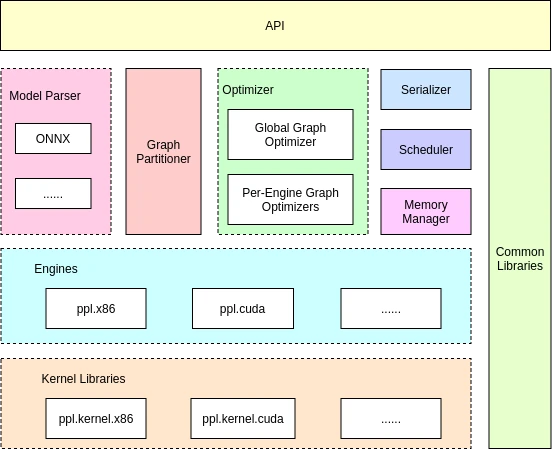 API
Model Parser
ONNX
......
Graph
Partitioner
Optimizer
Global Graph
Optimizer
Per-Engine Graph
Optimizers
Serializer
Scheduler
Memory
Manager
Common
Libraries
Engines
ppl.x86
ppl.cuda
......
Kernel Libraries
ppl.kernel.x86
ppl.kernel.cuda
......